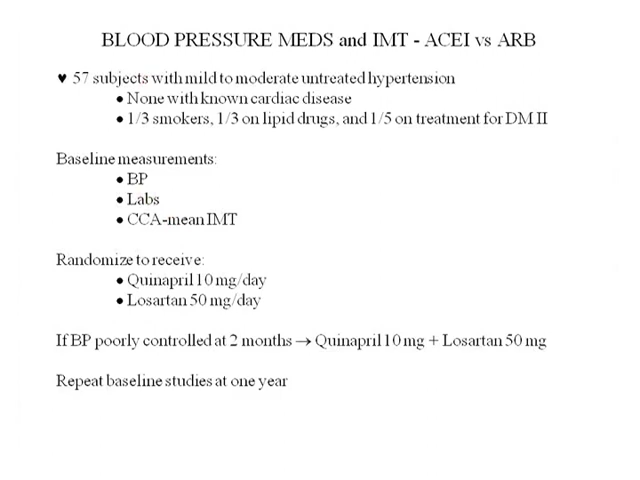 BLOOD PRESSURE MEDS and IMT - ACEI vs ARB
♥ 57 subjects with mild to moderate untreated hypertension
• None with known cardiac disease
• 1/3 smokers, 1/3 on lipid drugs, and 1/5 on treatment for DM II
Baseline measurements:
• BP
• Labs
• CCA-mean IMT
Randomize to receive:
• Quinapril 10 mg/day
• Losartan 50 mg/day
If BP poorly controlled at 2 months → Quinapril 10 mg + Losartan 50 mg
Repeat baseline studies at one year